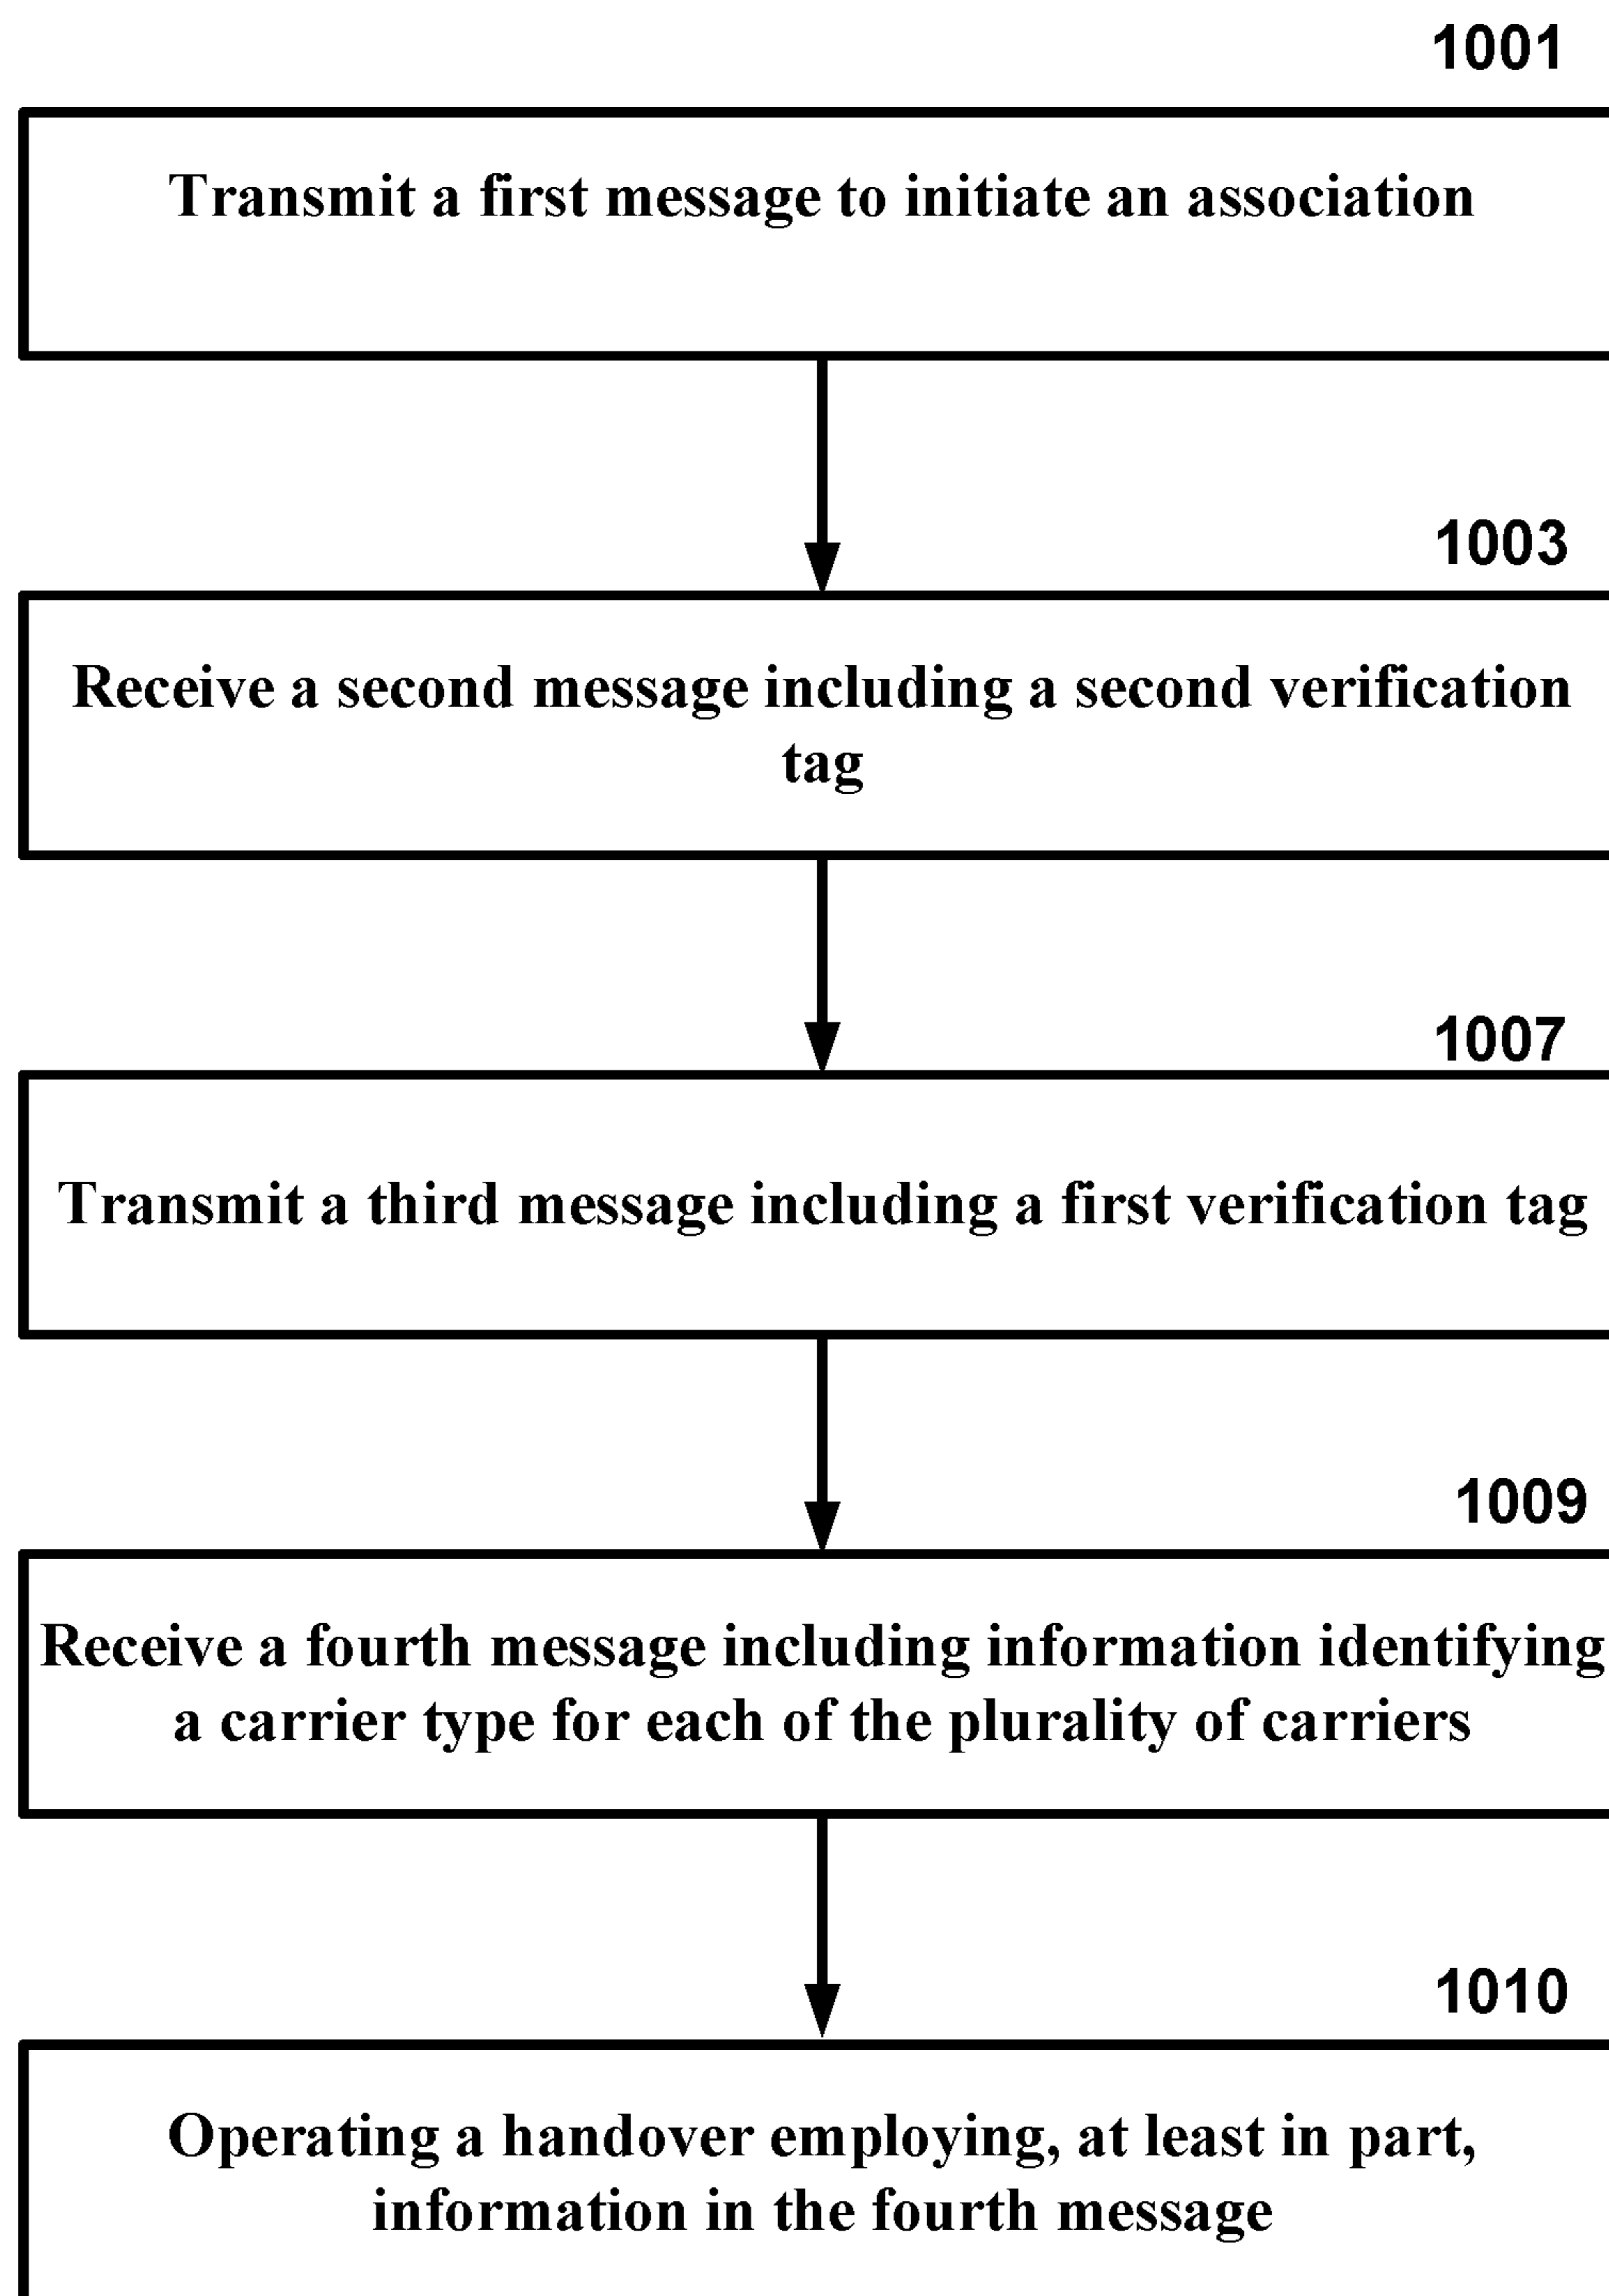 1001
Transmit a first message to initiate an association
1003
Receive a second message including a second verification
tag
1007
Transmit a third message including a first verification tag
1009
Receive a fourth message including information identifying
a carrier type for each of the plurality of carriers
1010
Operating a handover employing, at least in part,
information in the fourth message